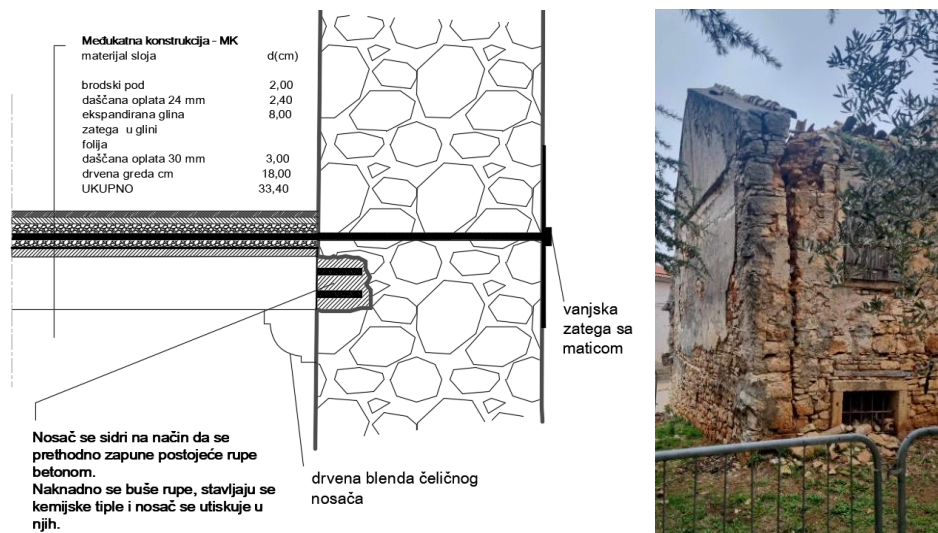 Međukatna konstrukcija - MK
materijal sloja d(cm)
brodski pod 2,00
daščana oplata 24 mm 2,40
ekspandirana glina 8,00
zatega u glini
folija
daščana oplata 30 mm 3,00
drvena greda cm 18,00
UKUPNO 33,40
vanjska
zatega sa
maticom
Nosač se sidri na način da se
prethodno zapune postojeće rupe
betonom.
Naknadno se buše rupe, stavljaju se
kemijske tiple i nosač se utiskuje u
njih.
drvena blenda čeličnog
nosača